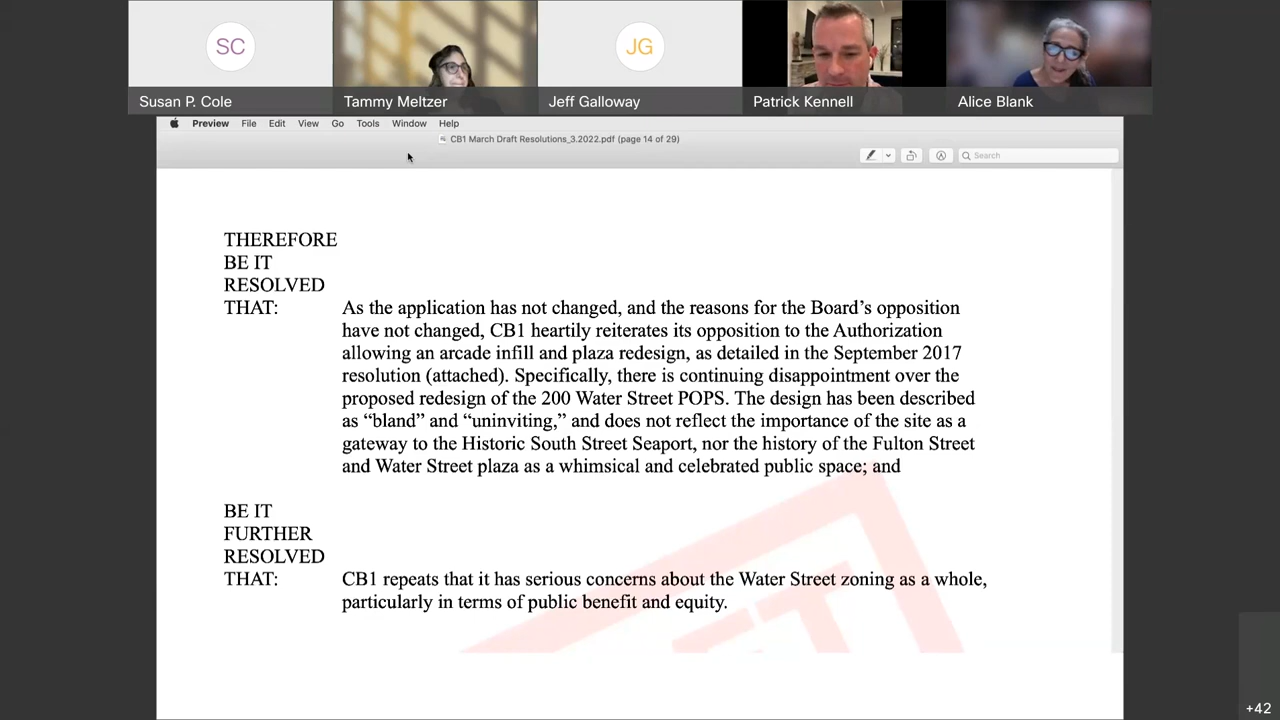 SC
JG
Susan P. Cole
Tammy Meltzer
Jeff Galloway
Patrick Kennell
Alice Blank
Preview File Edit View Go Tools Window Help
CB1 March Draft Resolutions_3.2022.pdf (page 14 of 29)
Search
THEREFORE
BE IT
RESOLVED
THAT: As the application has not changed, and the reasons for the Board’s opposition
have not changed, CB1 heartily reiterates its opposition to the Authorization
allowing an arcade infill and plaza redesign, as detailed in the September 2017
resolution (attached). Specifically, there is continuing disappointment over the
proposed redesign of the 200 Water Street POPS. The design has been described
as “bland” and “uninviting,” and does not reflect the importance of the site as a
gateway to the Historic South Street Seaport, nor the history of the Fulton Street
and Water Street plaza as a whimsical and celebrated public space; and
BE IT
FURTHER
RESOLVED
THAT: CB1 repeats that it has serious concerns about the Water Street zoning as a whole,
particularly in terms of public benefit and equity.
+42